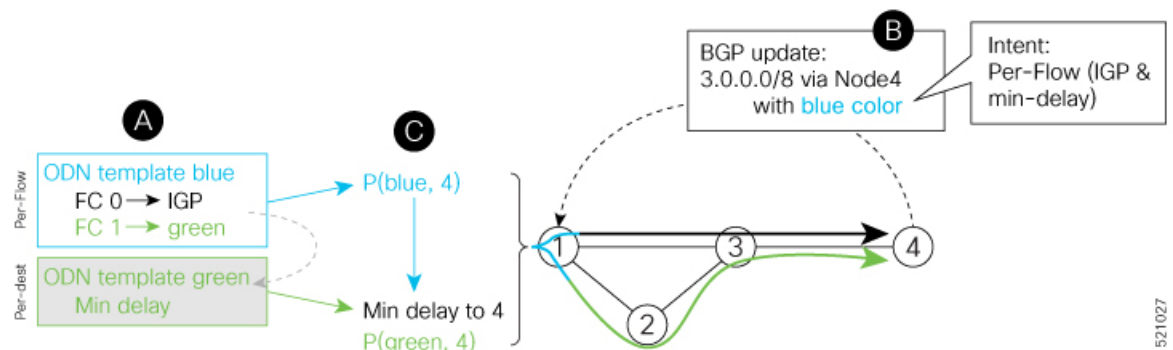 A
B
C
BGP update:
3.0.0.0/8 via Node4
with blue color
Intent:
Per-Flow (IGP &
min-delay)
Per-Flow
ODN template blue
FC 0 → IGP
FC 1 → green
Per-dest
ODN template green
Min delay
P(blue, 4)
Min delay to 4
P(green, 4)
1
3
4
2
521027